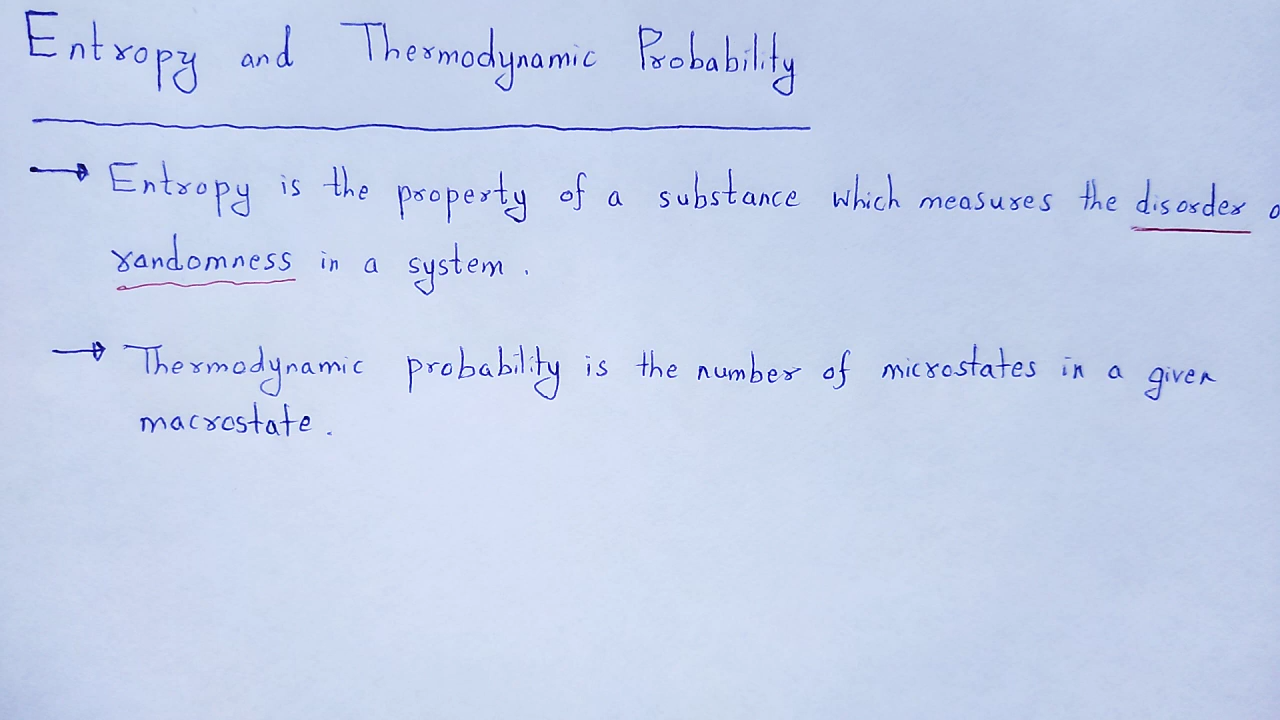 Entropy and Thermodynamic Probability
→ Entropy is the property of a substance which measures the disorder
randomness in a system.
→ Thermodynamic probability is the number of microstates in a given
macrostate.